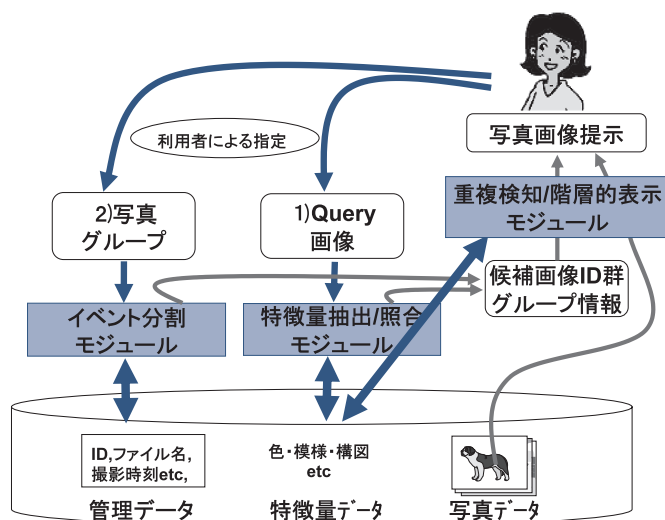 写真画像提示
利用者による指定
重複検知/階層的表示
モジュール
2)写真
グループ
1)Query
画像
候補画像ID群
グループ情報
イベント分割
モジュール
特徴量抽出/照合
モジュール
ID,ファイル名,
撮影時刻etc,
色・模様・構図
etc
管理データ
特徴量データ
写真データ